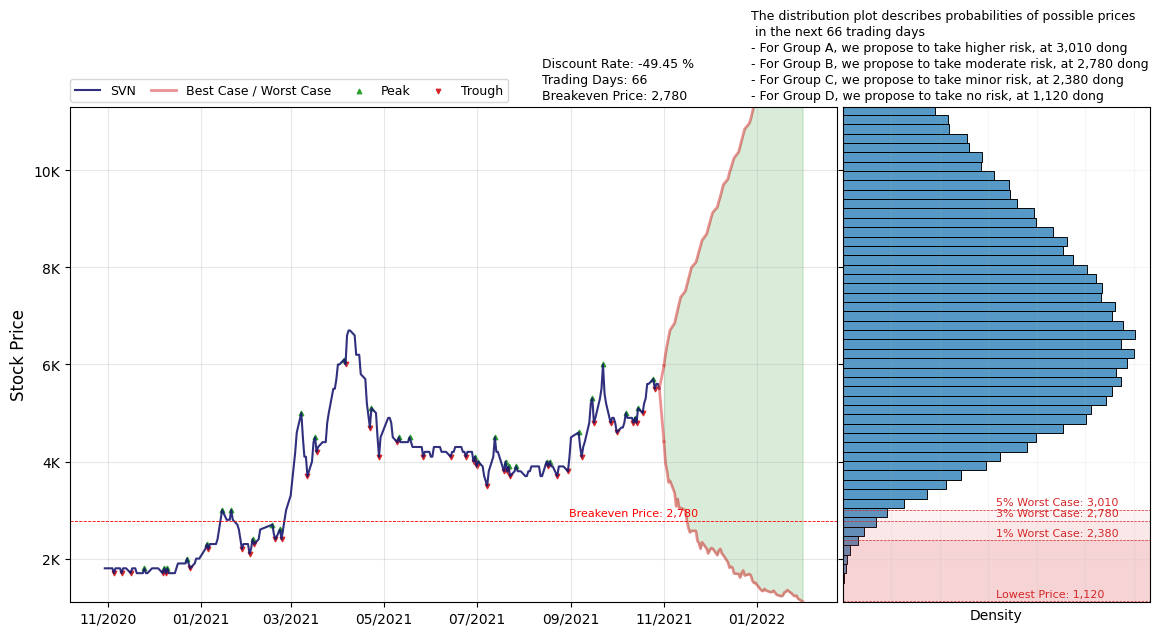 The distribution plot describes probabilities of possible prices
in the next 66 trading days
- For Group A, we propose to take higher risk, at 3,010 dong
- For Group B, we propose to take moderate risk, at 2,780 dong
- For Group C, we propose to take minor risk, at 2,380 dong
- For Group D, we propose to take no risk, at 1,120 dong
Discount Rate: -49.45 %
Trading Days: 66
Breakeven Price: 2,780
SVN
Best Case / Worst Case
Peak
Trough
Stock Price
10K
8K
6K
4K
2K
Breakeven Price: 2,780
11/2020
01/2021
03/2021
05/2021
07/2021
09/2021
11/2021
01/2022
5% Worst Case: 3,010
3% Worst Case: 2,780
1% Worst Case: 2,380
Lowest Price: 1,120
Density